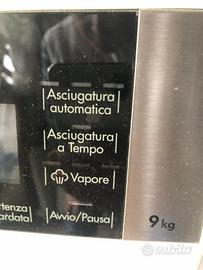 Asciugatura
automatica
Asciugatura
a Tempo
Vapore
rtenza
ardata
Avvio/Pausa
9 kg
subito